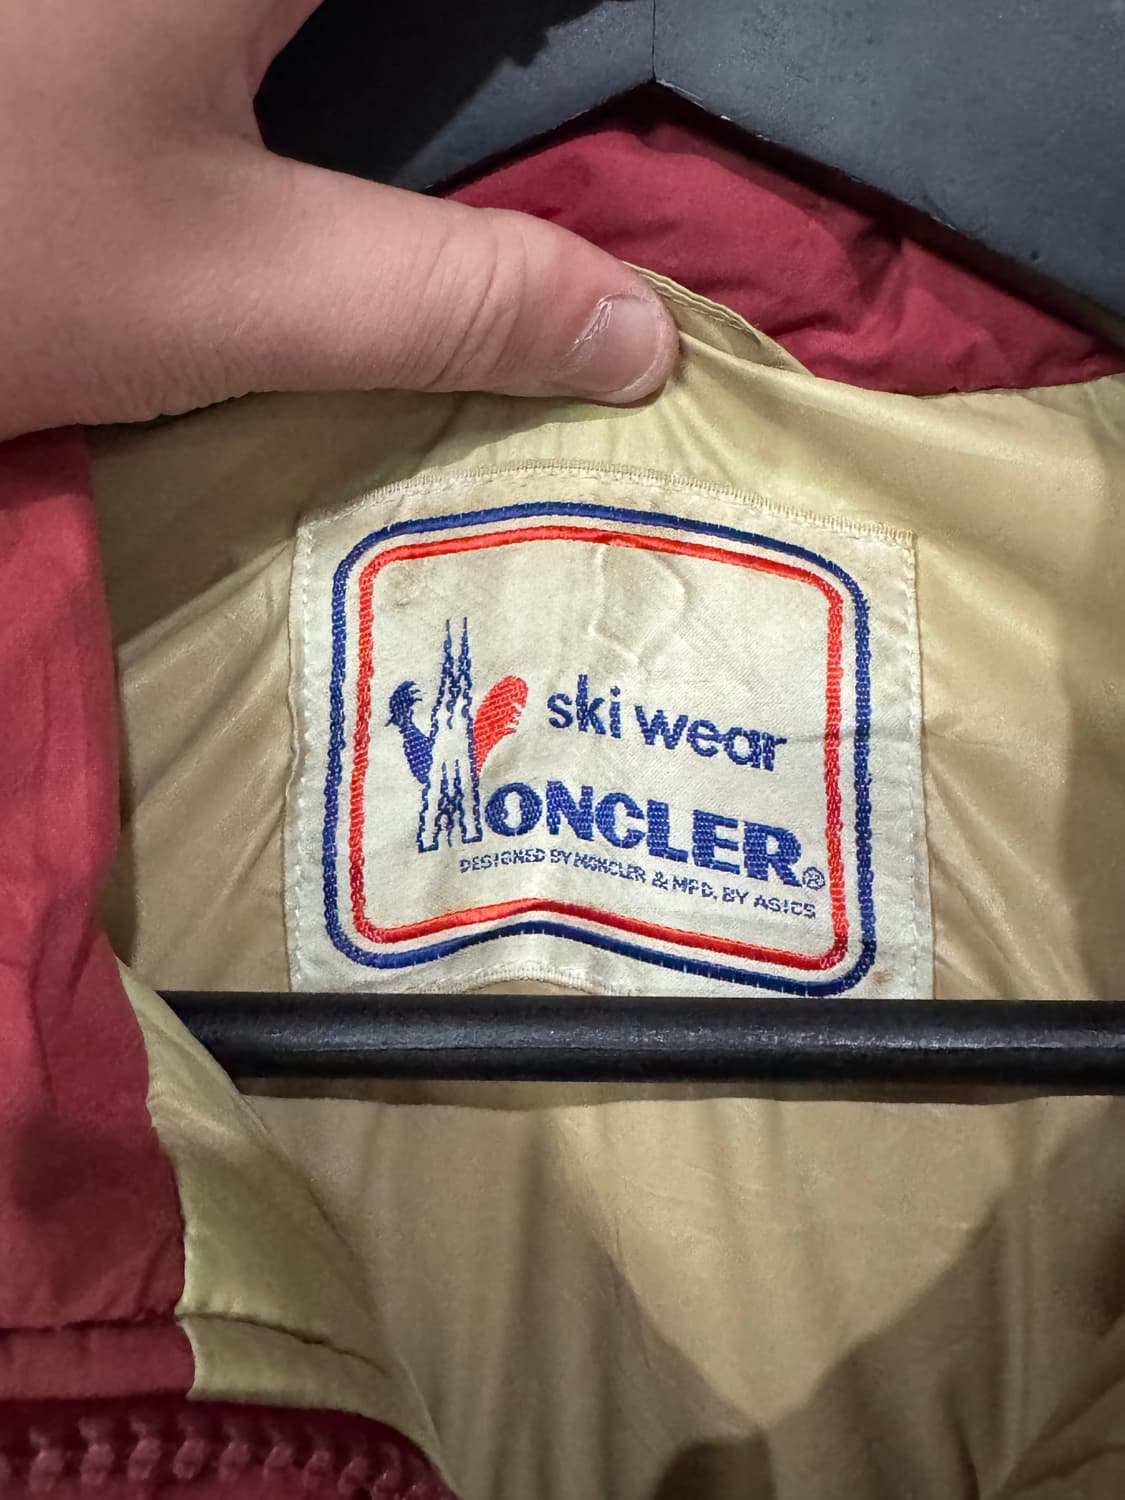 ski wear
MONCLER®
DESIGNED BY MONCLER & MFD. BY ASICS